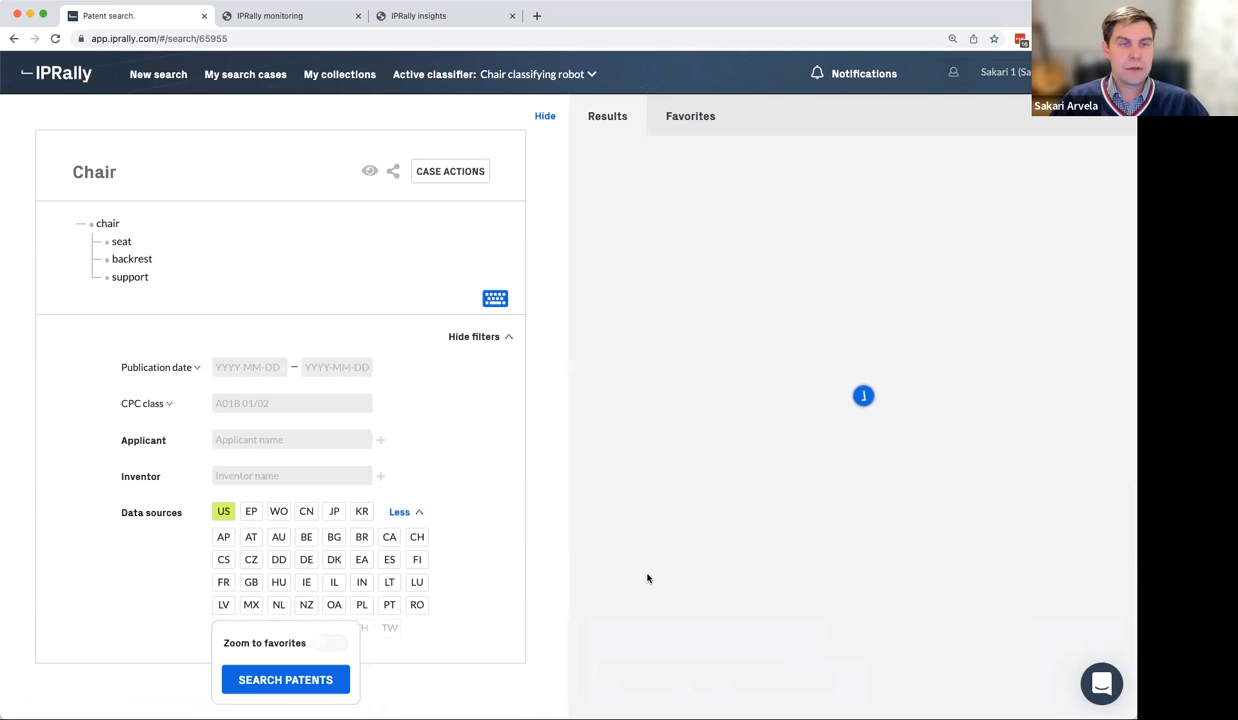 Patent search.
IPRally monitoring
IPRally insights
app.iprally.com/#/search/65955
IPRally
New search
My search cases
My collections
Active classifier: Chair classifying robot
Notifications
Sakari 1 (Sa
Sakari Arvela
Hide
Results
Favorites
Chair
CASE ACTIONS
chair
seat
backrest
support
Hide filters
Publication date YYYY-MM-DD – YYYY-MM-DD
CPC class A01B 01/02
Applicant Applicant name +
Inventor Inventor name +
Data sources US EP WO CN JP KR Less
AP AT AU BE BG BR CA CH
CS CZ DD DE DK EA ES FI
FR GB HU IE IL IN LT LU
LV MX NL NZ OA PL PT RO
TW
Zoom to favorites
SEARCH PATENTS